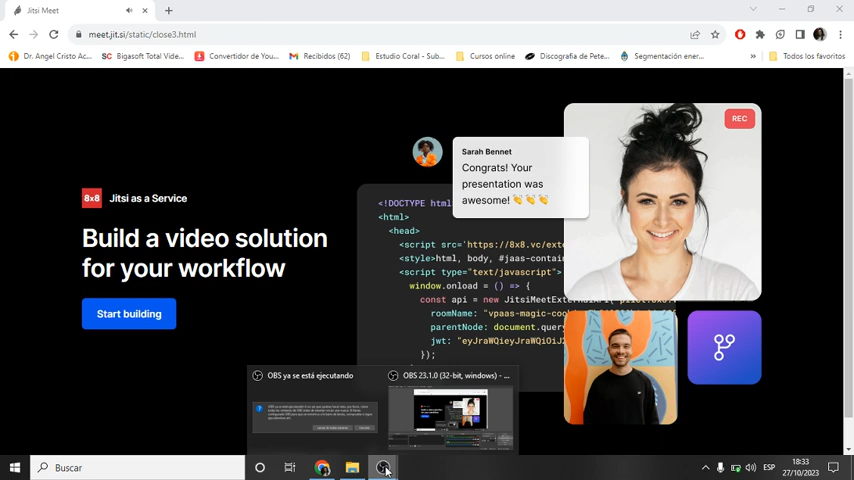 Jitsi Meet
meet.jit.si/static/close3.html
Dr. Angel Cristo Ac...
SC Bigasoft Total Vide...
Convertidor de You...
Recibidos (62)
Estudio Coral - Sub...
Cursos online
Discografia de Pete...
Segmentación ener...
»
Todos los favoritos
8x8 Jitsi as a Service
Build a video solution
for your workflow
Start building
REC
Sarah Bennet
Congrats! Your
presentation was
awesome! 👏👏👏
<!DOCTYPE html
<html>
<head>
<script src='https://8x8.vc/exte
<style>html, body, #jaas-contain
<script type="text/javascript">
window.onload = () => {
const api = new
roomName: "vpaas-magic-coo
parentNode: document.query
jwt: "eyJraWQieyJraWQiOiJ
});
OBS ya se está ejecutando
OBS 23.1.0 (32-bit, windows) - ...
Buscar
ESP
18:33
27/10/2023